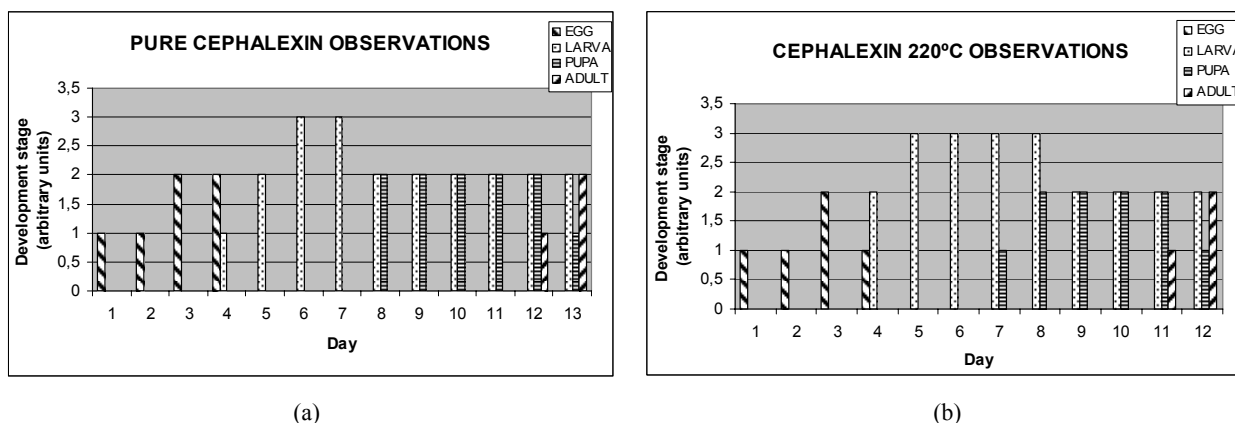 PURE CEPHALEXIN OBSERVATIONS
EGG
LARVA
PUPA
ADULT
3,5
3
2,5
2
1,5
1
0,5
0
Development stage
(arbitrary units)
1 2 3 4 5 6 7 8 9 10 11 12 13
Day
(a)
CEPHALEXIN 220ºC OBSERVATIONS
EGG
LARVA
PUPA
ADULT
3,5
3
2,5
2
1,5
1
0,5
0
Development stage
(arbitrary units)
1 2 3 4 5 6 7 8 9 10 11 12
Day
(b)